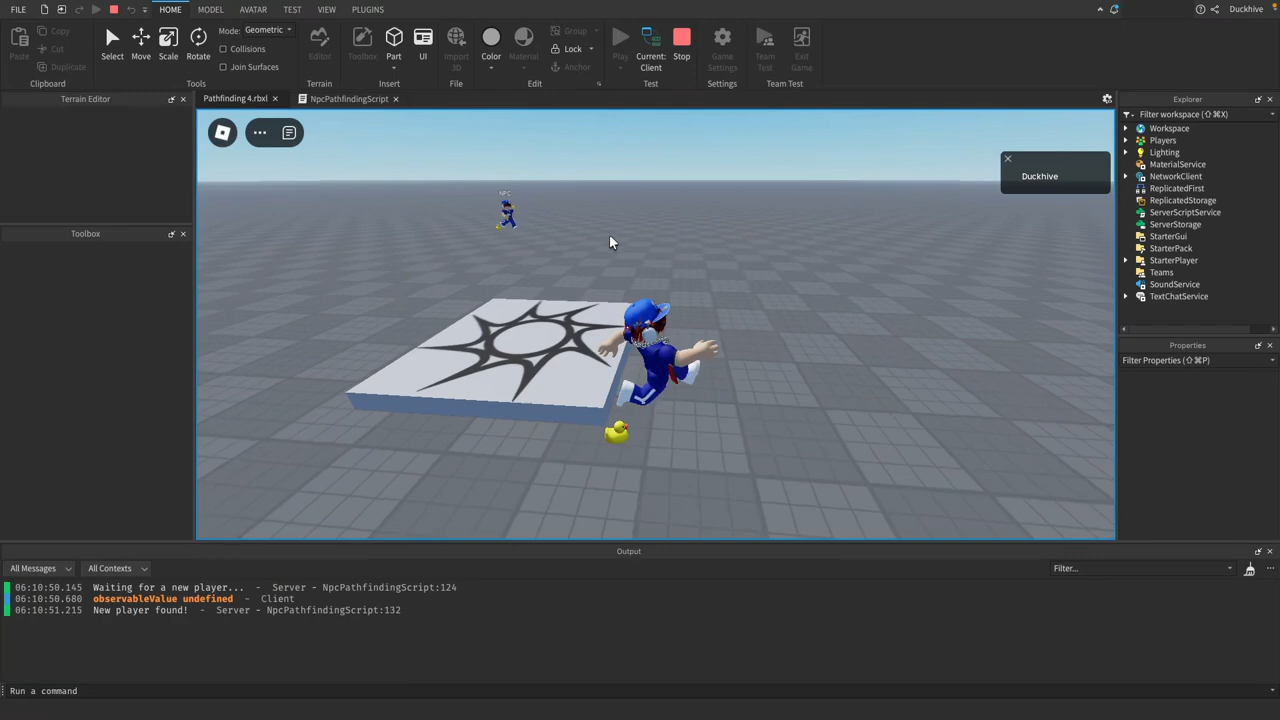 FILE MODEL AVATAR TEST VIEW PLUGINS HOME Duckhive
Paste Copy Cut Duplicate Select Move Scale Rotate Mode: Geometric Collisions Join Surfaces Editor Toolbox Part UI Import 3D Color Material Group Lock Anchor Play Current: Client Stop Game Settings Team Test Exit Game
Clipboard Tools Terrain Insert File Edit Test Settings Team Test
Terrain Editor
Pathfinding 4.rbxl
NpcPathfindingScript
Explorer
Filter workspace (⇧⌘X)
Workspace
Players
Lighting
MaterialService
NetworkClient
ReplicatedFirst
ReplicatedStorage
ServerScriptService
ServerStorage
StarterGui
StarterPack
StarterPlayer
Teams
SoundService
TextChatService
Duckhive
NPC
Toolbox
Properties
Filter Properties (⇧⌘P)
Output
All Messages All Contexts Filter...
06:10:50.145 Waiting for a new player... - Server - NpcPathfindingScript:124
06:10:50.680 observableValue undefined - Client
06:10:51.215 New player found! - Server - NpcPathfindingScript:132
Run a command